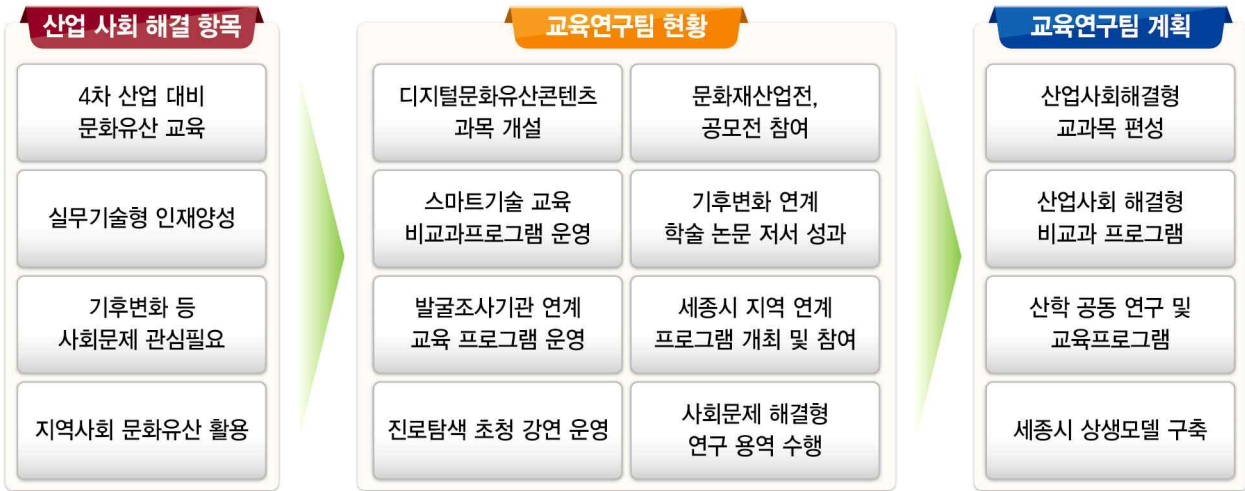 산업 사회 해결 항목
4차 산업 대비
문화유산 교육
실무기술형 인재양성
기후변화 등
사회문제 관심필요
지역사회 문화유산 활용
교육연구팀 현황
디지털문화유산콘텐츠
과목 개설
문화재산업전,
공모전 참여
스마트기술 교육
비교과프로그램 운영
기후변화 연계
학술 논문 저서 성과
발굴조사기관 연계
교육 프로그램 운영
세종시 지역 연계
프로그램 개최 및 참여
진로탐색 초청 강연 운영
사회문제 해결형
연구 용역 수행
교육연구팀 계획
산업사회해결형
교과목 편성
산업사회 해결형
비교과 프로그램
산학 공동 연구 및
교육프로그램
세종시 상생모델 구축